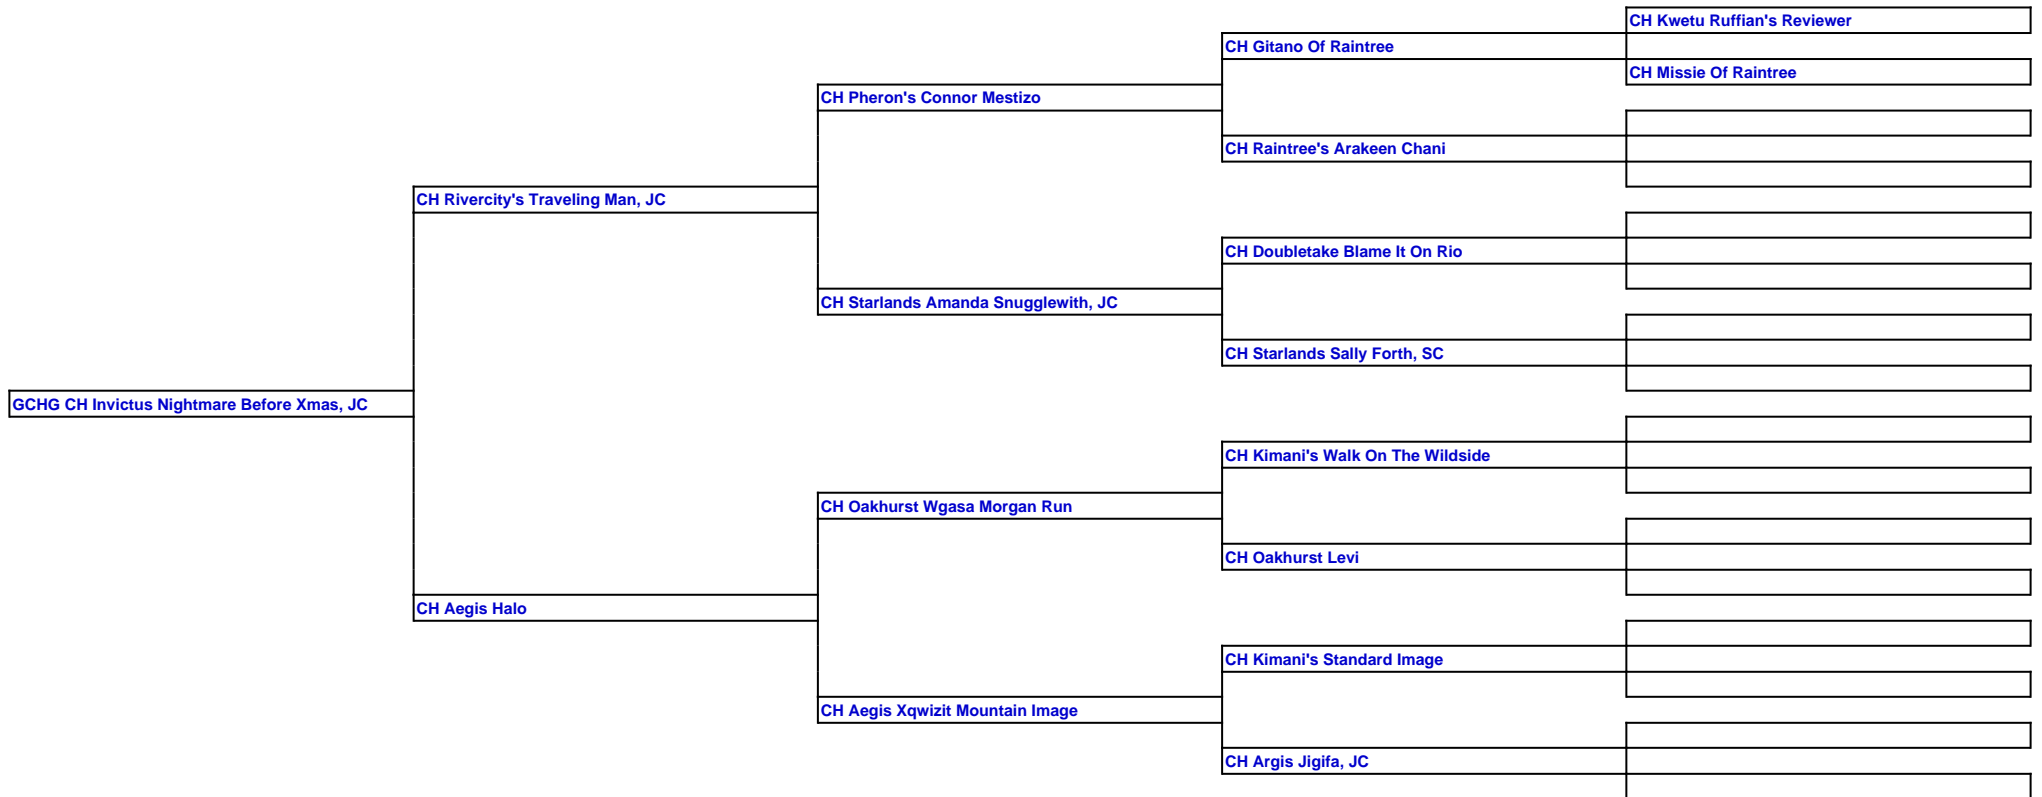 CH Kwetu Ruffian's Reviewer
CH Gitano Of Raintree
CH Missie Of Raintree
CH Pheron's Connor Mestizo
CH Raintree's Arakeen Chani
CH Rivercity's Traveling Man, JC
CH Doubletake Blame It On Rio
CH Starlands Amanda Snugglewith, JC
CH Starlands Sally Forth, SC
GCHG CH Invictus Nightmare Before Xmas, JC
CH Kimani's Walk On The Wildside
CH Oakhurst Wgasa Morgan Run
CH Oakhurst Levi
CH Aegis Halo
CH Kimani's Standard Image
CH Aegis Xqwizit Mountain Image
CH Argis Jigifa, JC